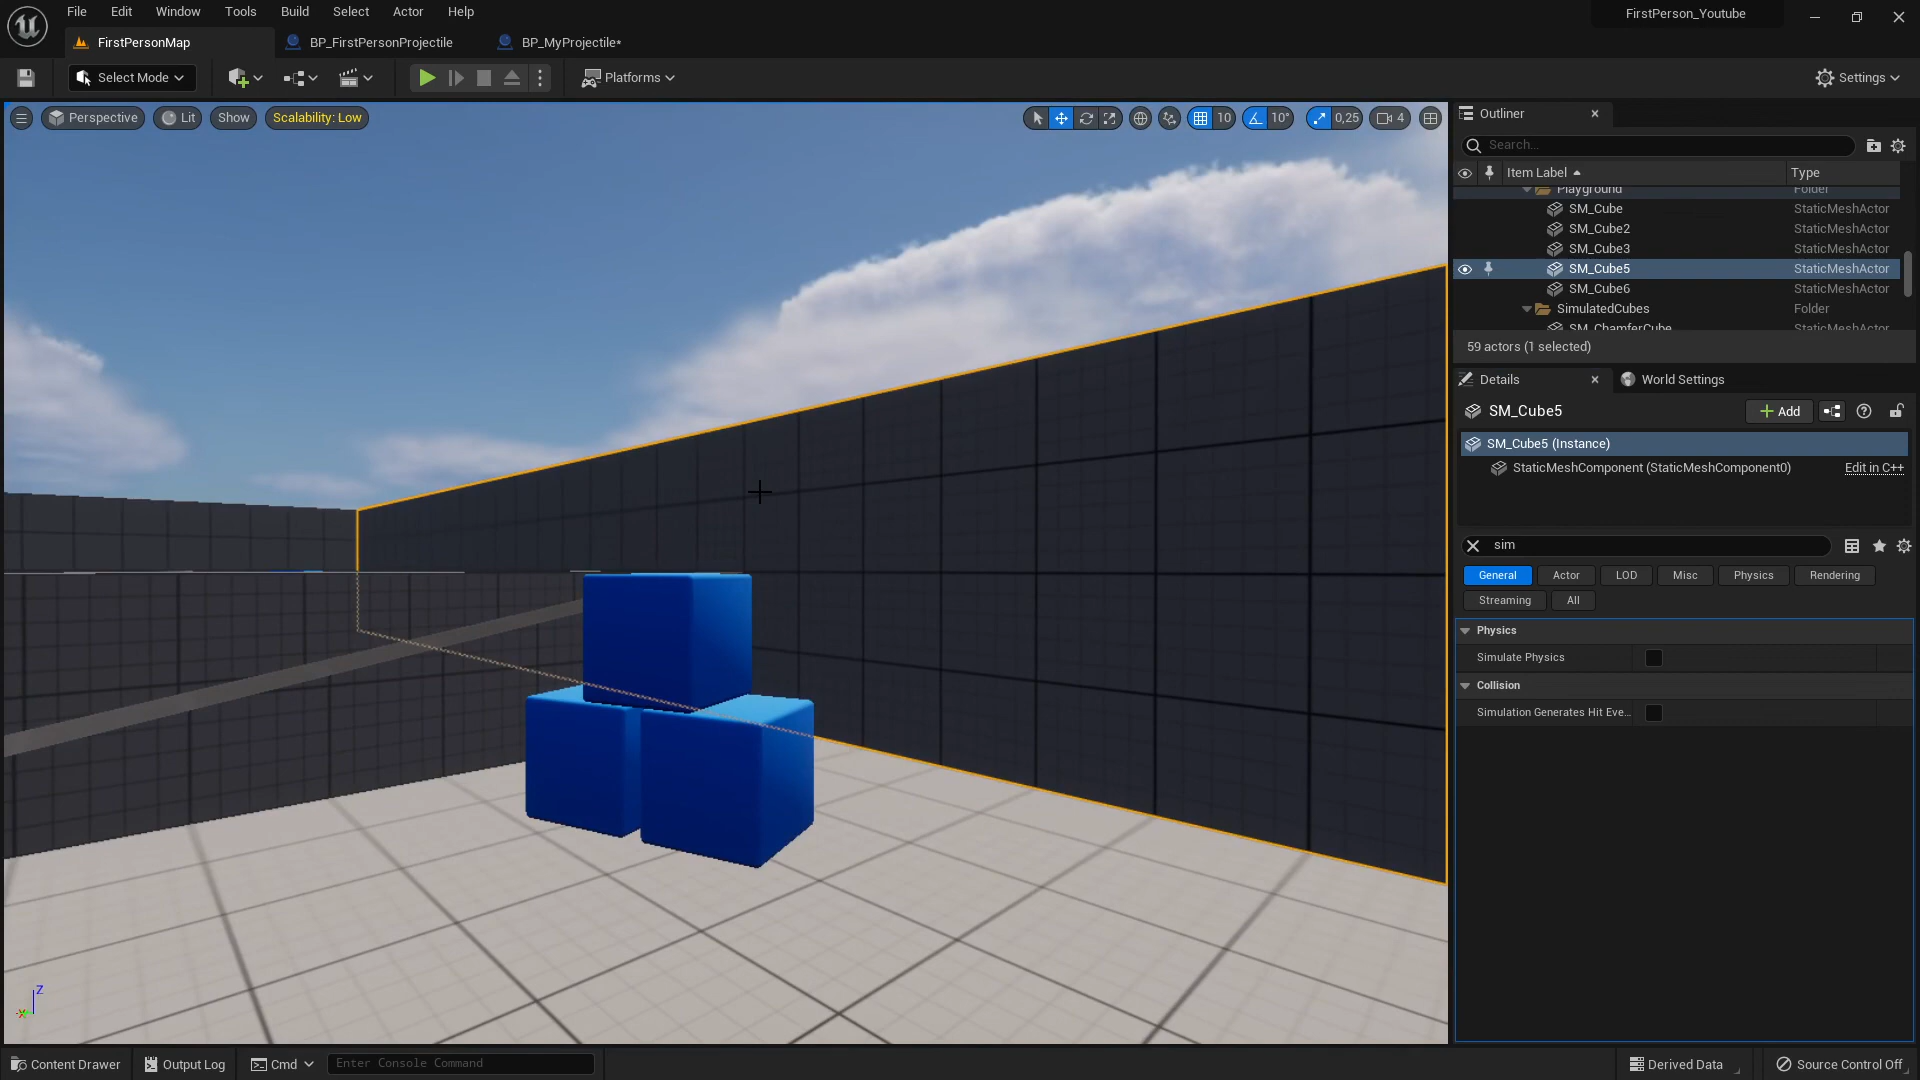 File Edit Window Tools Build Select Actor Help
FirstPerson_Youtube
FirstPersonMap
BP_FirstPersonProjectile
BP_MyProjectile*
Select Mode
Platforms
Settings
Perspective
Lit
Show
Scalability: Low
10
10°
0,25
4
Outliner
Search...
Item Label
Type
Playground Folder
SM_Cube StaticMeshActor
SM_Cube2 StaticMeshActor
SM_Cube3 StaticMeshActor
SM_Cube5 StaticMeshActor
SM_Cube6 StaticMeshActor
SimulatedCubes Folder
SM_ChamferCube StaticMeshActor
59 actors (1 selected)
Details
World Settings
SM_Cube5
Add
SM_Cube5 (Instance)
StaticMeshComponent (StaticMeshComponent0) Edit in C++
sim
General Actor LOD Misc Physics Rendering
Streaming All
Physics
Simulate Physics
Collision
Simulation Generates Hit Eve...
Z
X
Content Drawer
Output Log
Cmd
Enter Console Command
Derived Data
Source Control Off